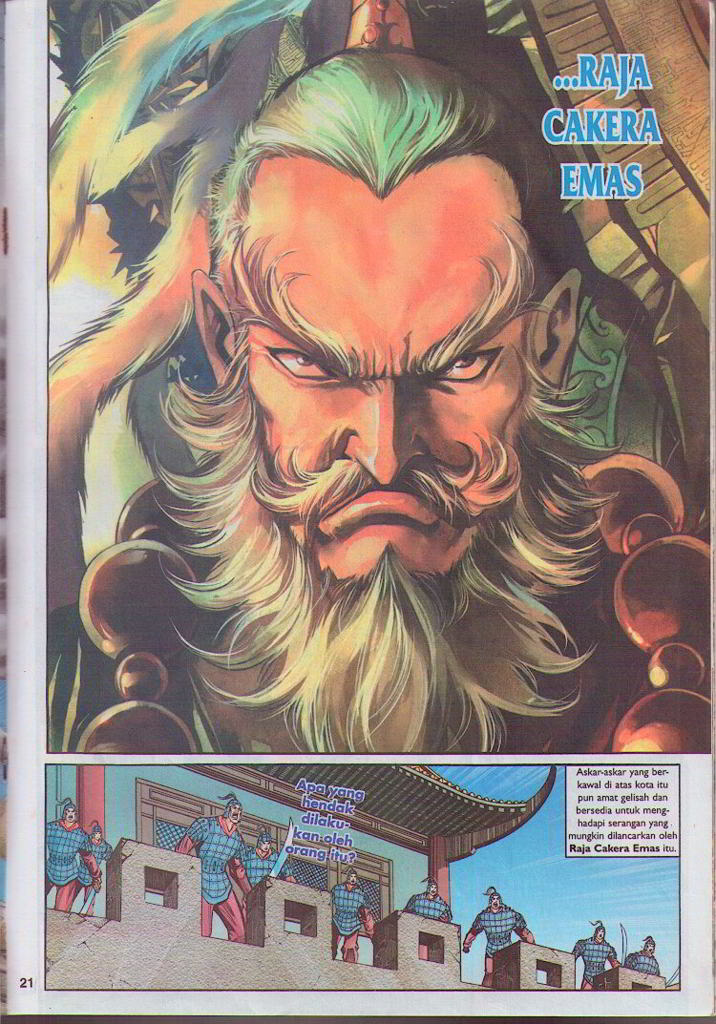 ...RAJA
CAKERA
EMAS
Apa yang
hendak
dilaku-
kan oleh
orang itu?
Askar-askar yang ber-
kawal di atas kota itu
pun amat gelisah dan
bersedia untuk meng-
hadapi serangan yang
mungkin dilancarkan oleh
Raja Cakera Emas itu.
21